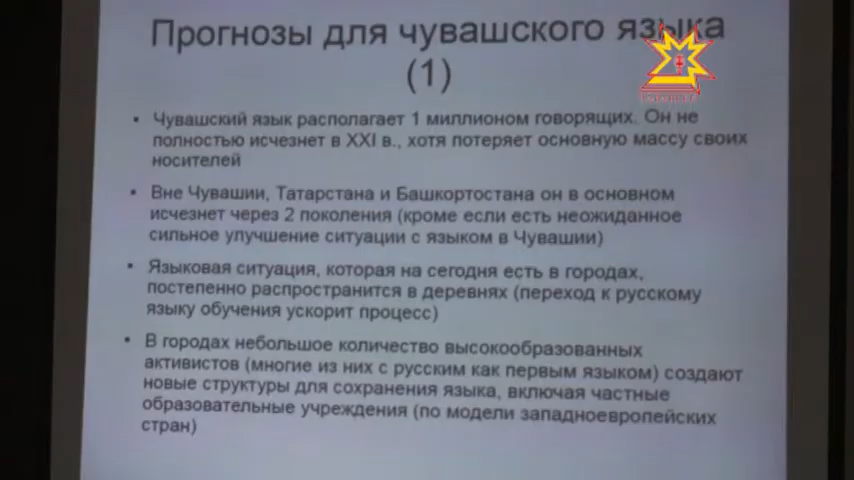 Прогнозы для чувашского языка
(1)
• Чувашский язык располагает 1 миллионом говорящих. Он не
полностью исчезнет в XXI в., хотя потеряет основную массу своих
носителей
• Вне Чувашии, Татарстана и Башкортостана он в основном
исчезнет через 2 поколения (кроме если есть неожиданное
сильное улучшение ситуации с языком в Чувашии)
• Языковая ситуация, которая на сегодня есть в городах,
постепенно распространится в деревнях (переход к русскому
языку обучения ускорит процесс)
• В городах небольшое количество высокообразованных
активистов (многие из них с русским как первым языком) создают
новые структуры для сохранения языка, включая частные
образовательные учреждения (по модели западноевропейских
стран)